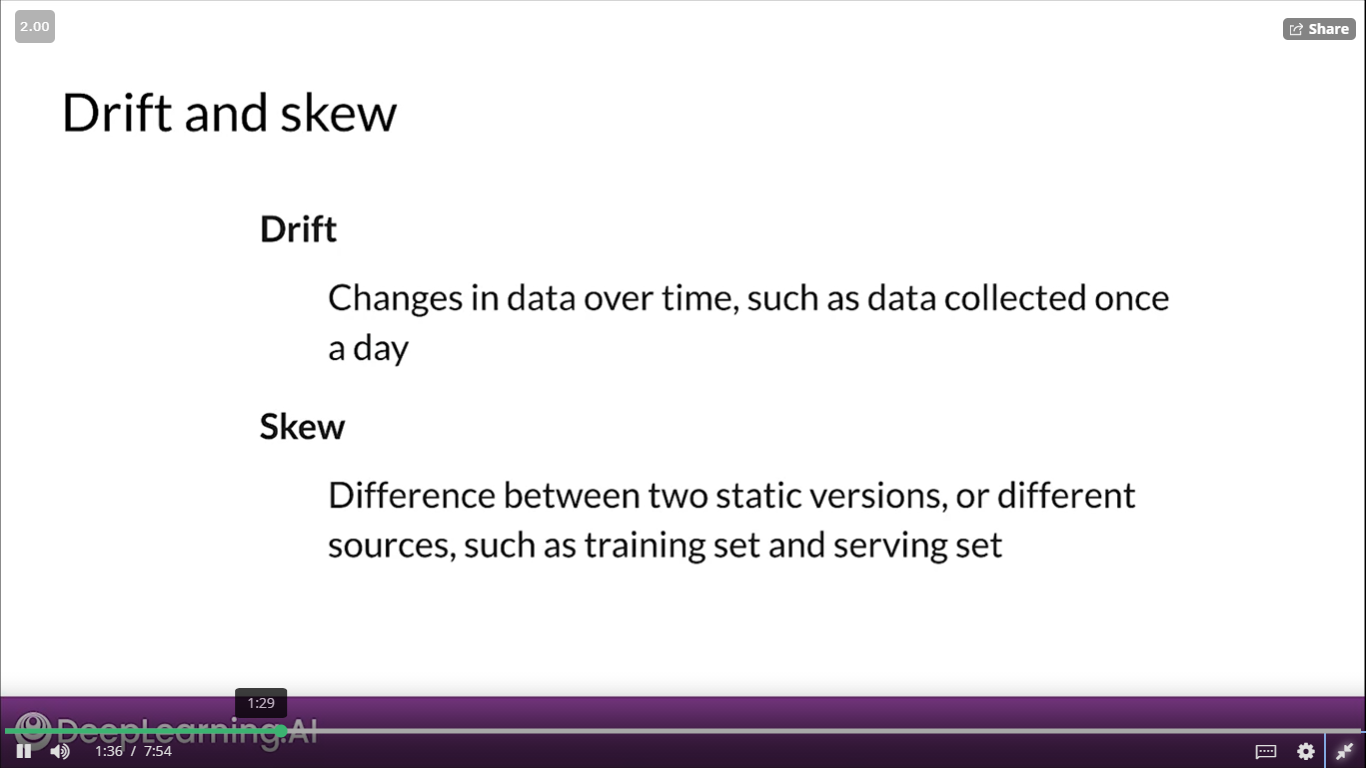 2.00
Share
Drift and skew
Drift
Changes in data over time, such as data collected once
a day
Skew
Difference between two static versions, or different
sources, such as training set and serving set
1:29
DeepLearning.AI
1:36 / 7:54